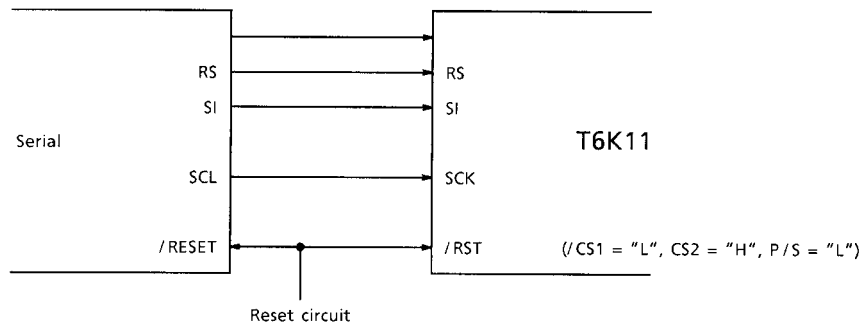 RS RS
SI SI
Serial T6K11
SCL SCK
/RESET /RST (/CS1 = "L", CS2 = "H", P/S = "L")
Reset circuit